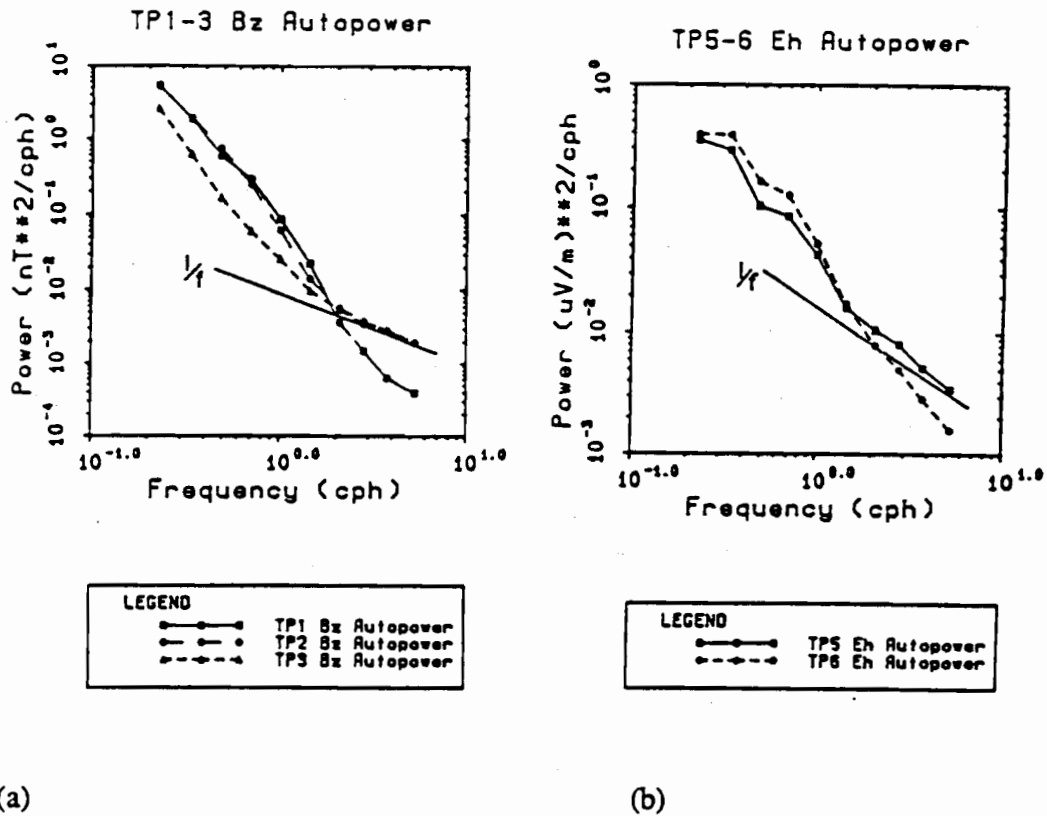 TP1-3 Bz Autopower
Power (nT**2/cph)
10^1
10^0
10^-1
10^-2
10^-3
10^-4
1/f
10^-1.0
10^0.0
10^1.0
Frequency (cph)
LEGEND
TP1 Bz Autopower
TP2 Bz Autopower
TP3 Bz Autopower
(a)
TP5-6 Eh Autopower
Power (uV/m)**2/cph
10^0
10^-1
10^-2
10^-3
1/f
10^-1.0
10^0.0
10^1.0
Frequency (cph)
LEGEND
TP5 Eh Autopower
TP6 Eh Autopower
(b)